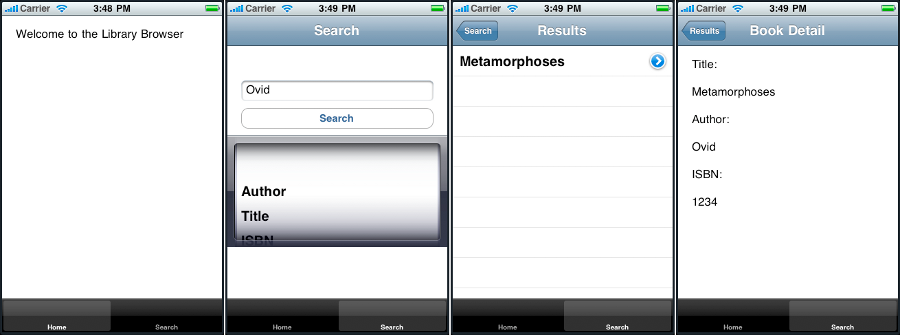 Carrier 3:48 PM
Welcome to the Library Browser
Home Search
Carrier 3:49 PM
Search
Ovid
Search
Author
Title
ISBN
Home Search
Carrier 3:49 PM
Search Results
Metamorphoses
Home Search
Carrier 3:49 PM
Results Book Detail
Title:
Metamorphoses
Author:
Ovid
ISBN:
1234
Home Search